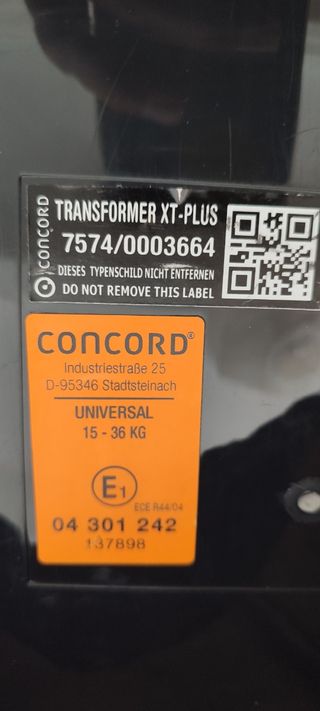 CONCORD
TRANSFORMER XT-PLUS
7574/0003664
DIESES TYPENSCHILD NICHT ENTFERNEN
DO NOT REMOVE THIS LABEL
CONCORD®
Industriestraße 25
D-95346 Stadtsteinach
UNIVERSAL
15 - 36 KG
E1
ECE R44/04
04 301 242
137898